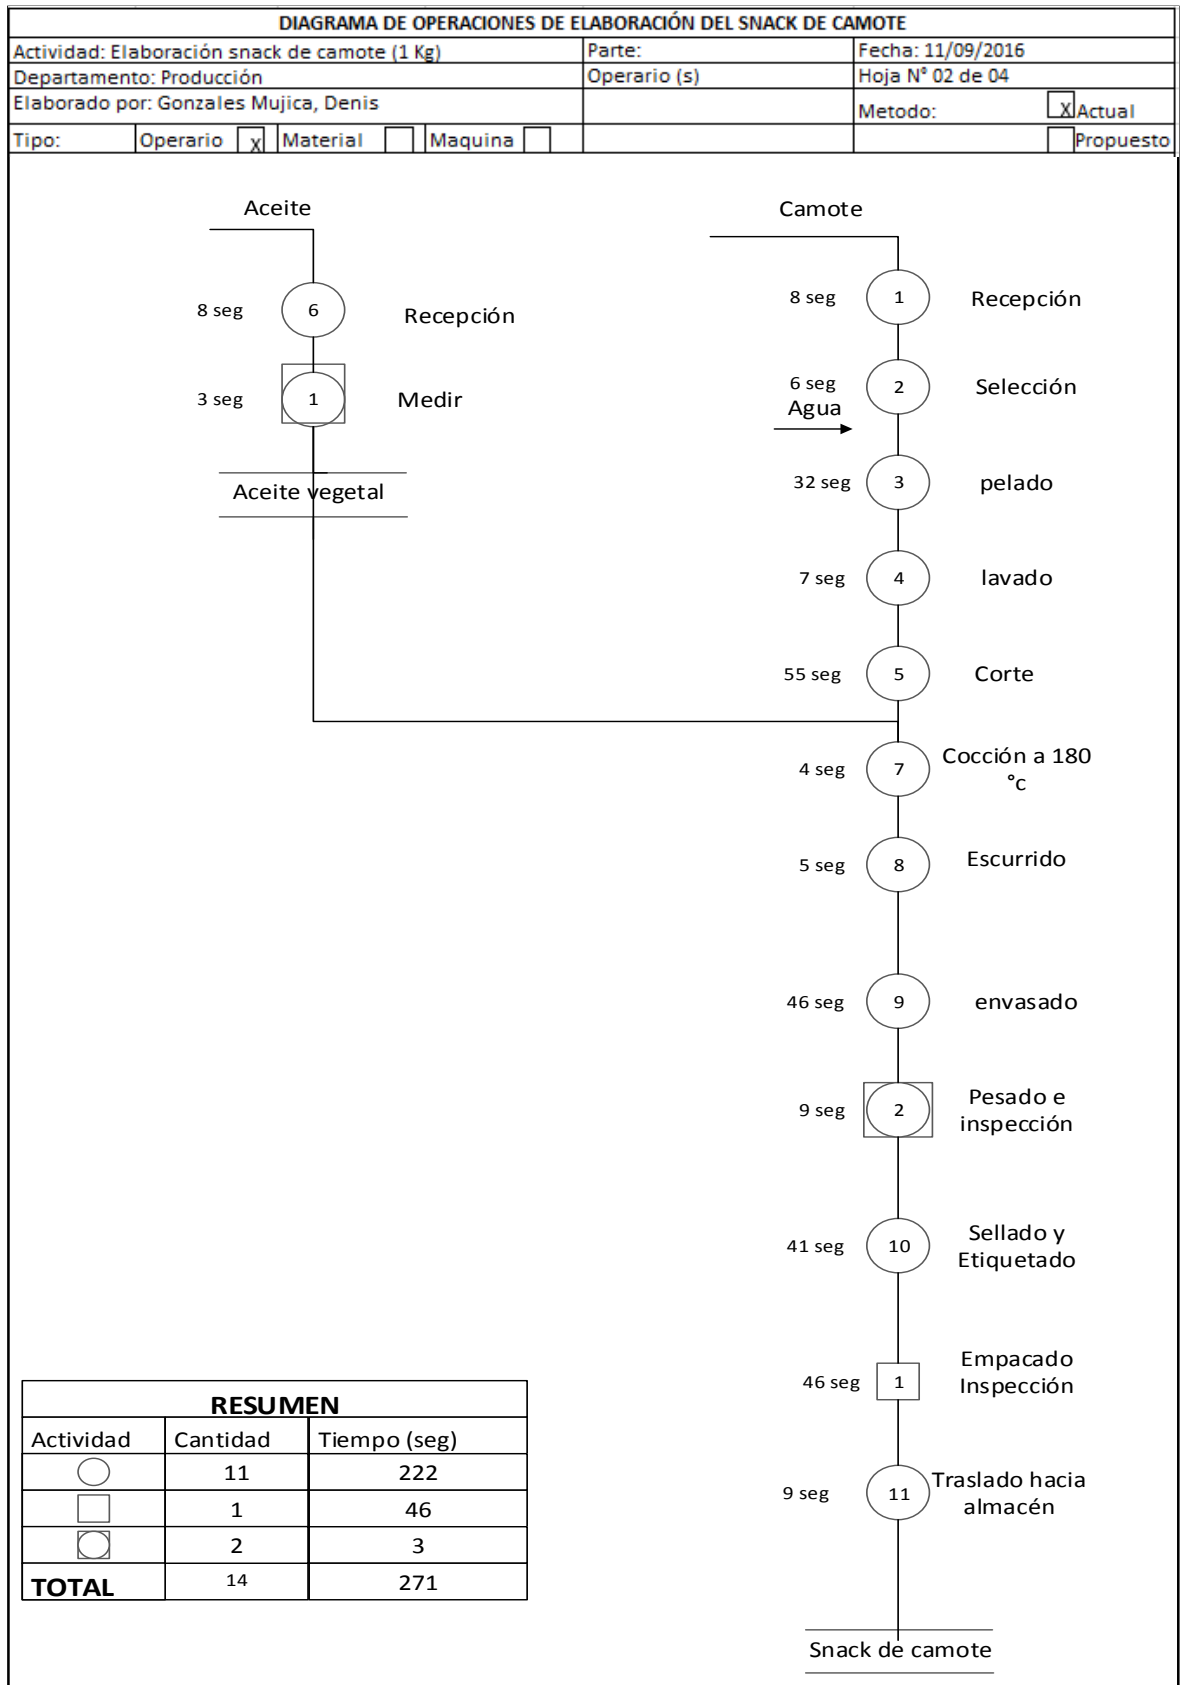 DIAGRAMA DE OPERACIONES DE ELABORACIÓN DEL SNACK DE CAMOTE
Actividad: Elaboración snack de camote (1 Kg) Parte: Fecha: 11/09/2016
Departamento: Producción Operario (s) Hoja N° 02 de 04
Elaborado por: Gonzales Mujica, Denis Metodo: X Actual
Tipo: Operario X Material Maquina Propuesto
Aceite
8 seg 6 Recepción
3 seg 1 Medir
Aceite vegetal
Camote
8 seg 1 Recepción
6 seg 2 Selección
Agua
32 seg 3 pelado
7 seg 4 lavado
55 seg 5 Corte
4 seg 7 Cocción a 180
°c
5 seg 8 Escurrido
46 seg 9 envasado
9 seg 2 Pesado e
inspección
41 seg 10 Sellado y
Etiquetado
46 seg 1 Empacado
Inspección
9 seg 11 Traslado hacia
almacén
Snack de camote
RESUMEN
Actividad Cantidad Tiempo (seg)
11 222
1 46
2 3
TOTAL 14 271